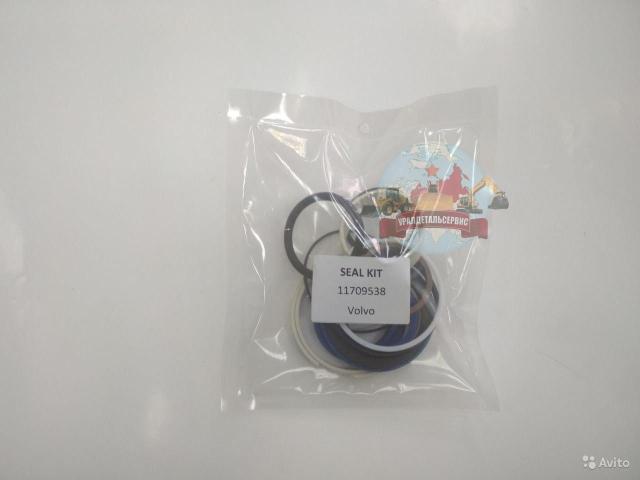 УРАЛДЕТАЛЬСЕРВИС
SEAL KIT
11709538
Volvo
Avito